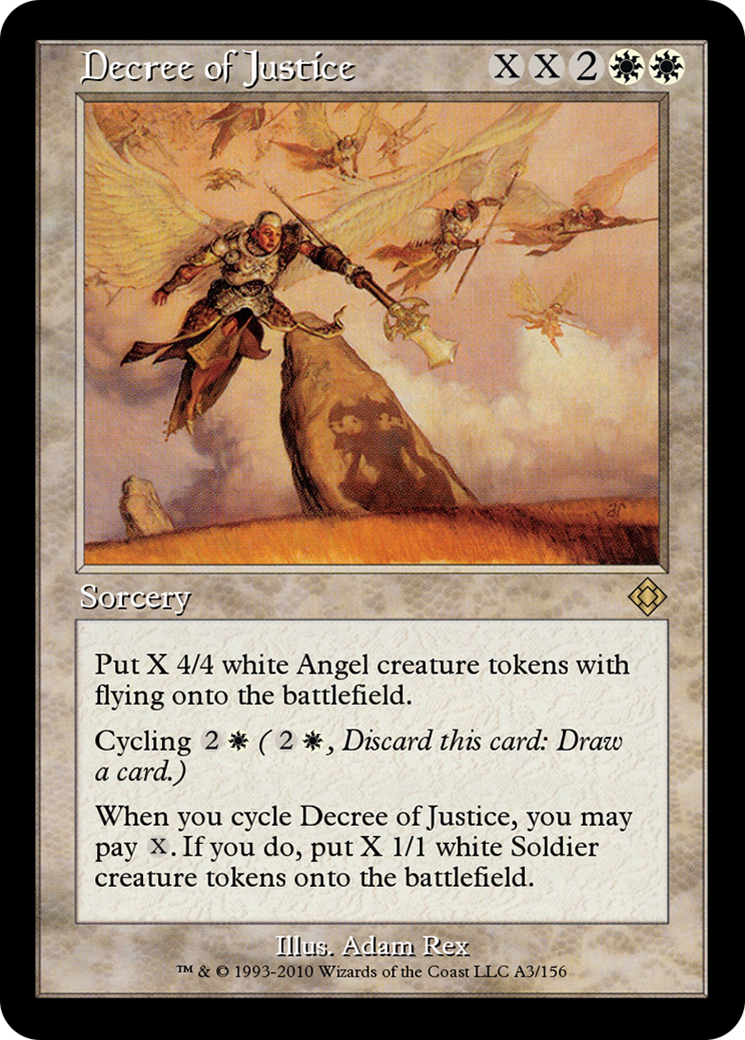 Decree of Justice X X 2
Sorcery
Put X 4/4 white Angel creature tokens with
flying onto the battlefield.
Cycling 2 ( 2 , Discard this card: Draw
a card.)
When you cycle Decree of Justice, you may
pay X. If you do, put X 1/1 white Soldier
creature tokens onto the battlefield.
Illus. Adam Rex
™ & © 1993-2010 Wizards of the Coast LLC A3/156